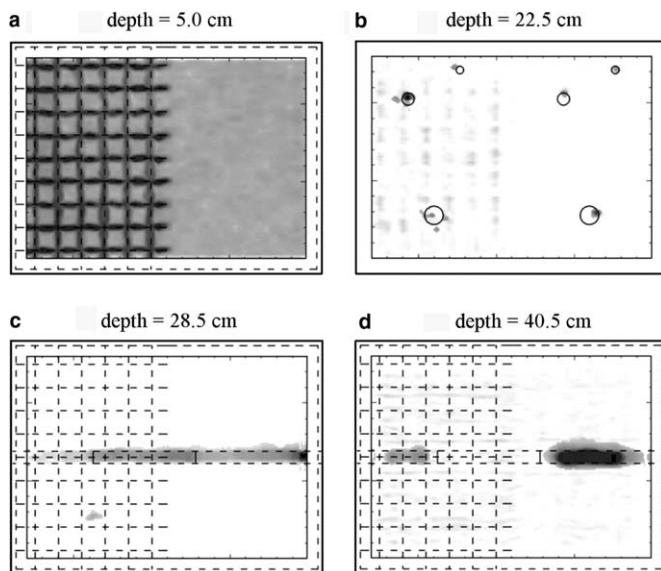 a depth = 5.0 cm
b depth = 22.5 cm
c depth = 28.5 cm
d depth = 40.5 cm